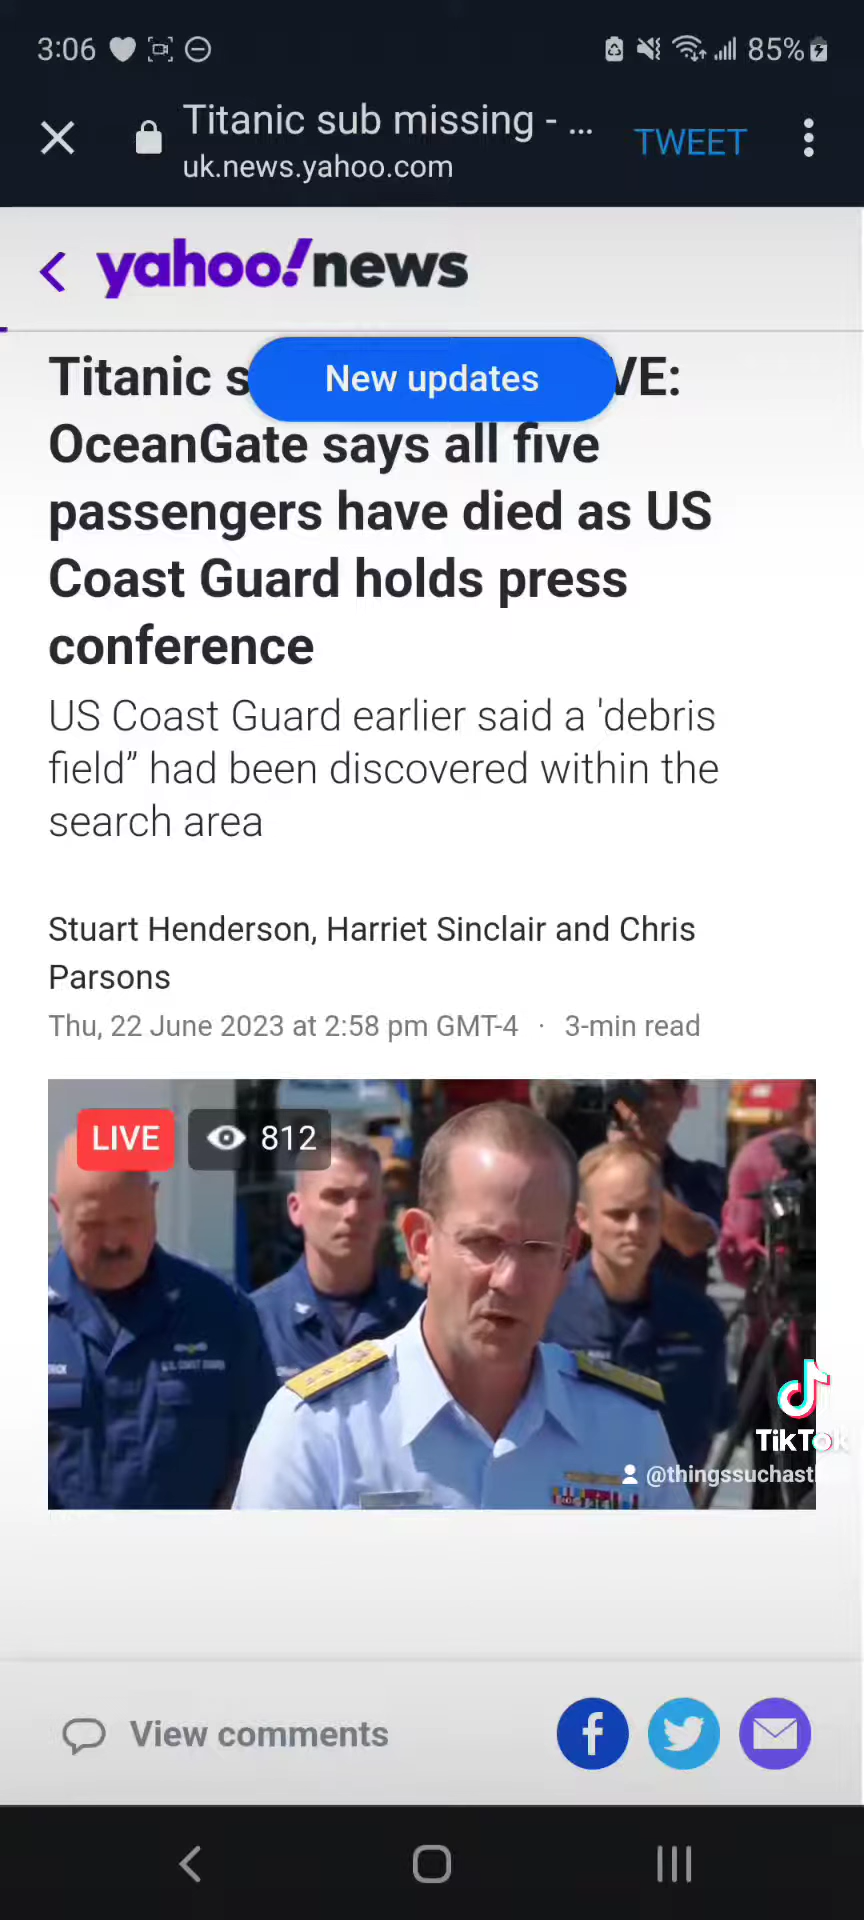 3:06
85%
Titanic sub missing - ...
TWEET
uk.news.yahoo.com
yahoo!news
New updates
Titanic s VE:
OceanGate says all five
passengers have died as US
Coast Guard holds press
conference
US Coast Guard earlier said a 'debris
field” had been discovered within the
search area
Stuart Henderson, Harriet Sinclair and Chris
Parsons
Thu, 22 June 2023 at 2:58 pm GMT-4 · 3-min read
LIVE
812
U.S. COAST GUARD
TikTok
@thingssuchast
View comments